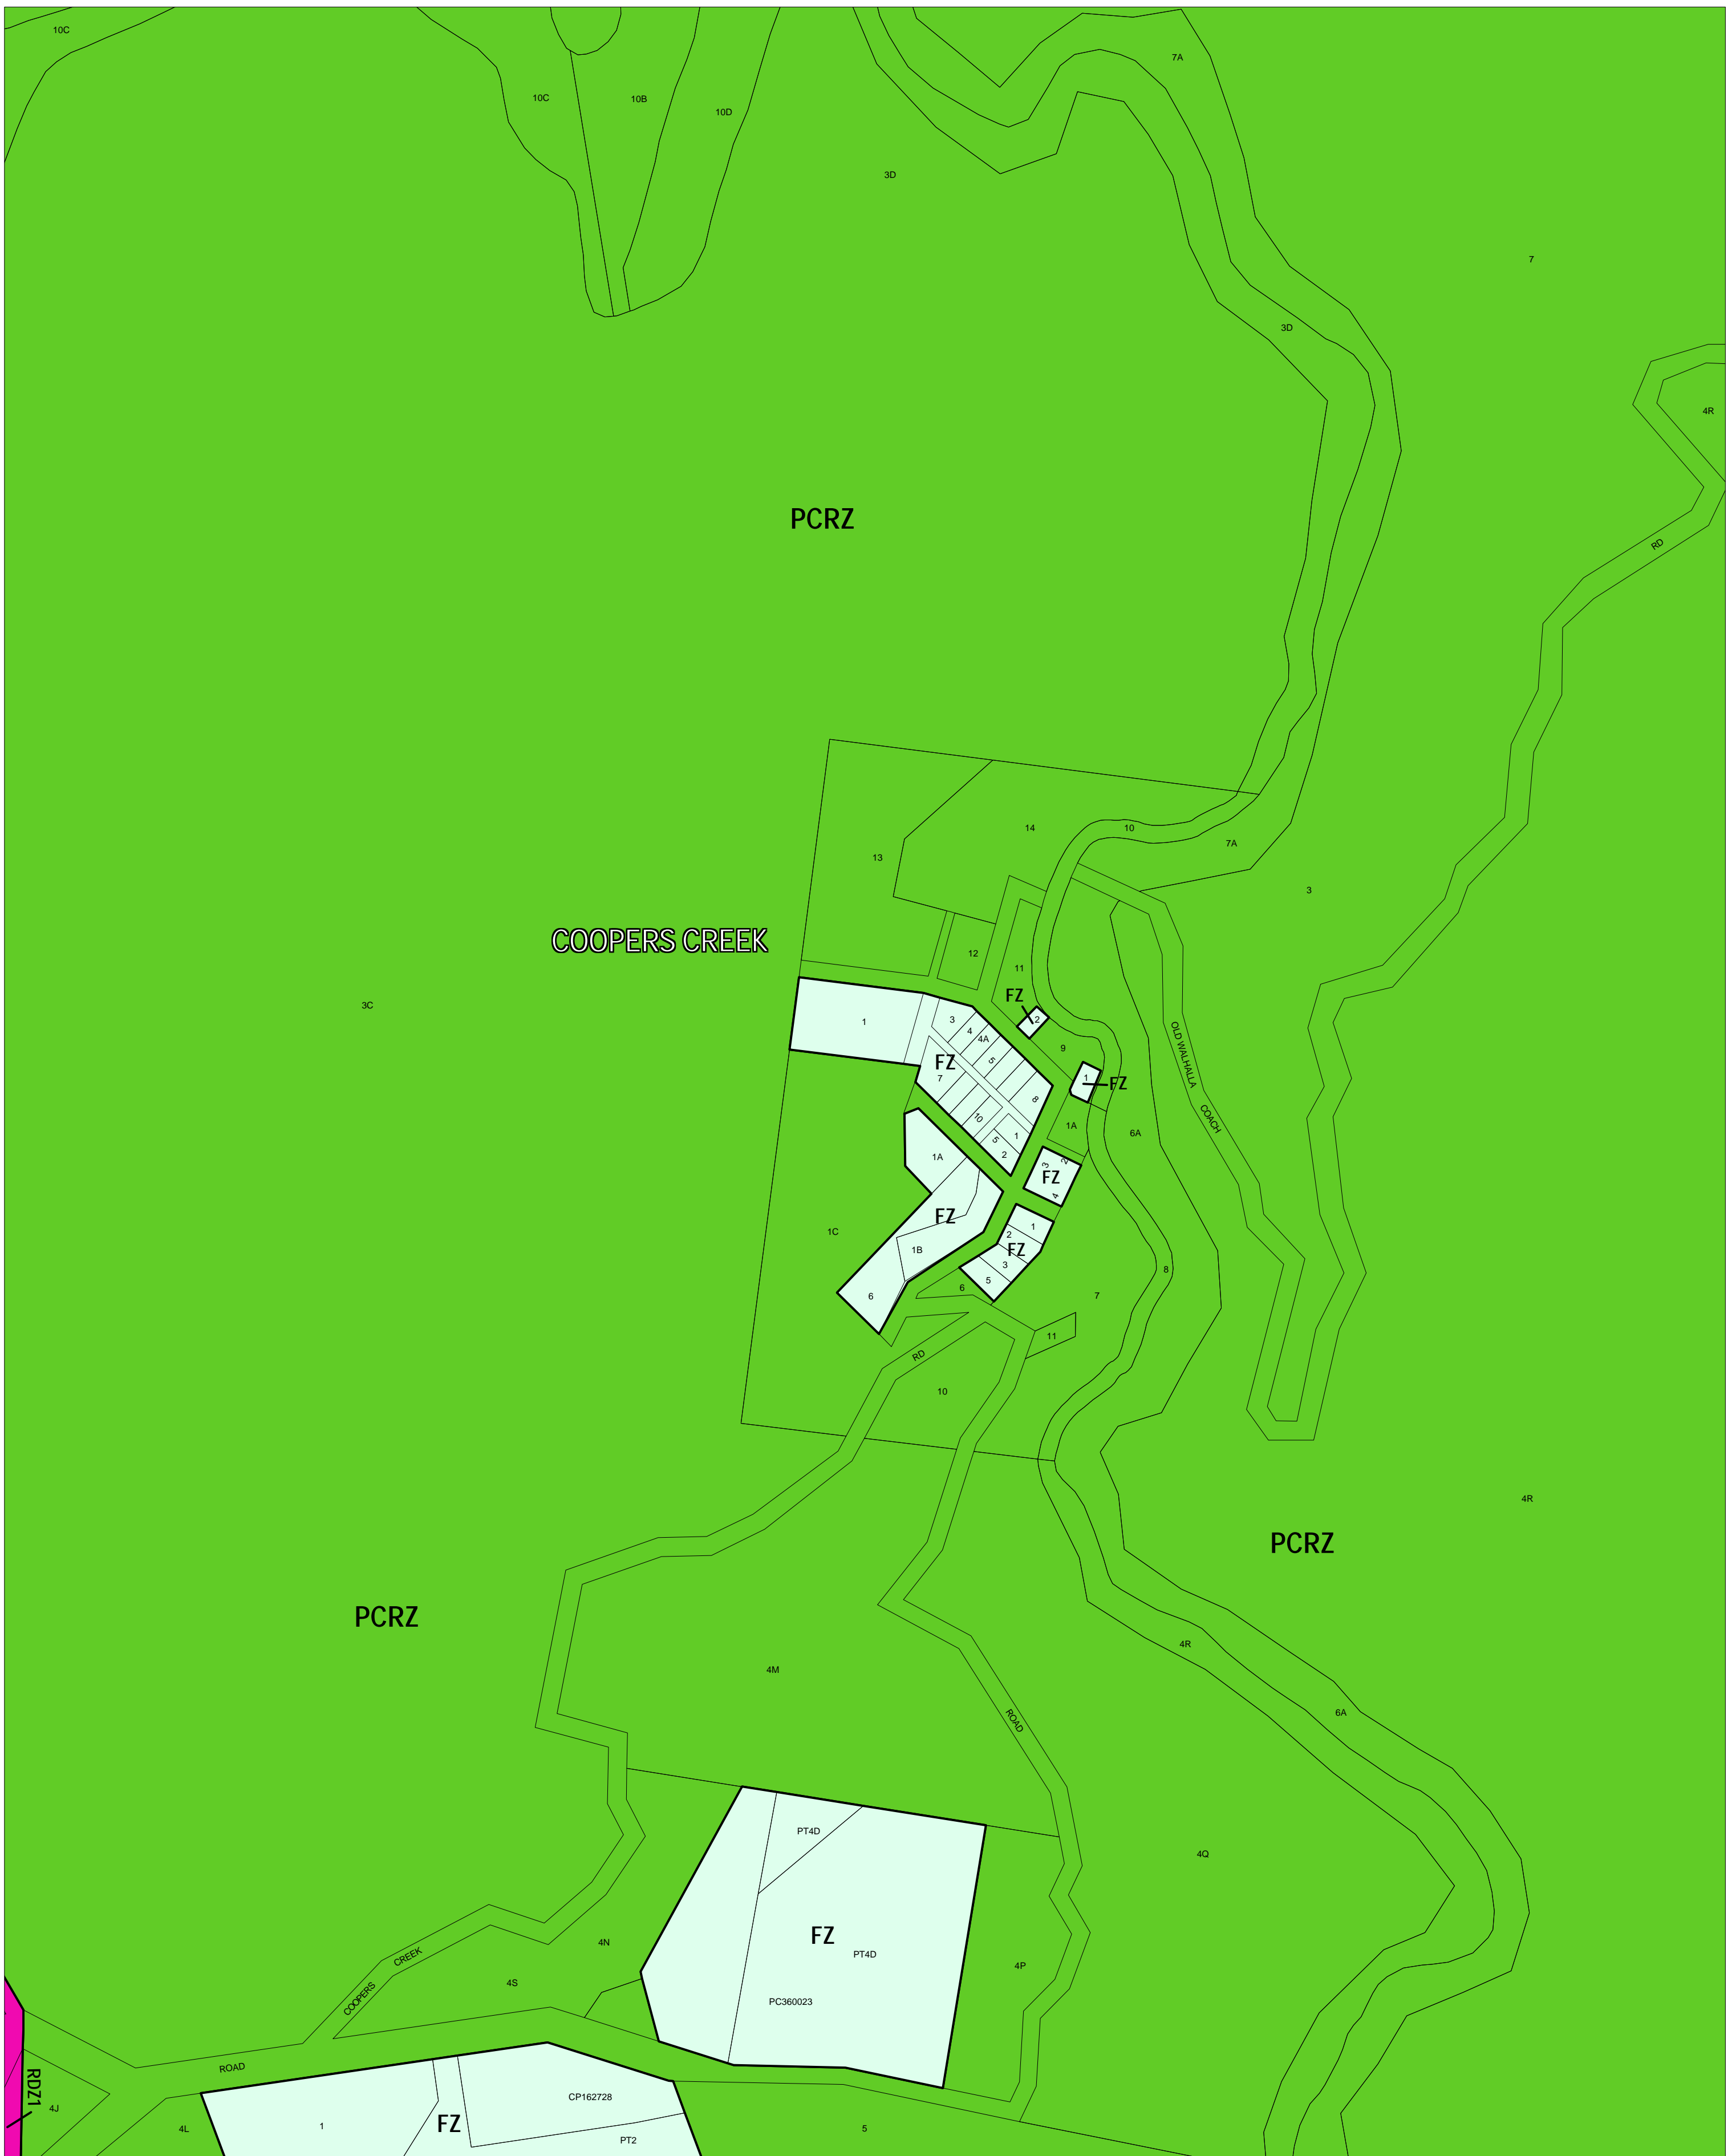 10C
7A
10C
10B
10D
3D
7
3D
4R
PCRZ
RD
14
10
7A
13
3
COOPERS CREEK
12
11
3C
FZ
1
3
2
4
4A
OLD WALHALLA
9
5
FZ
7
1
FZ
8
COACH
10
1A
1
6A
5
2
1A
3
2
FZ
4
FZ
1C
1
2
1B
FZ
3
8
5
6
6
7
11
RD
10
4R
PCRZ
PCRZ
4R
4M
6A
ROAD
PT4D
4Q
FZ
4N
PT4D
CREEK
4P
4S
COOPERS
PC360023
ROAD
RDZ1
CP162728
4J
FZ
1
4L
5
PT2